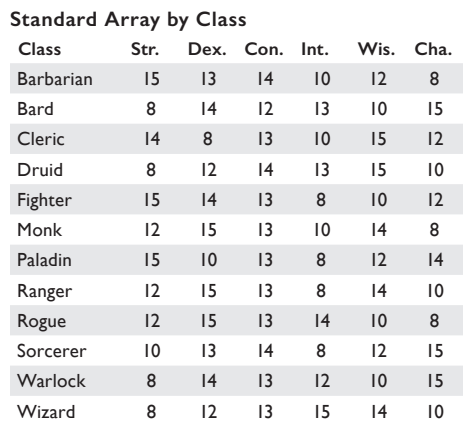 Standard Array by Class
Class Str. Dex. Con. Int. Wis. Cha.
Barbarian 15 13 14 10 12 8
Bard 8 14 12 13 10 15
Cleric 14 8 13 10 15 12
Druid 8 12 14 13 15 10
Fighter 15 14 13 8 10 12
Monk 12 15 13 10 14 8
Paladin 15 10 13 8 12 14
Ranger 12 15 13 8 14 10
Rogue 12 15 13 14 10 8
Sorcerer 10 13 14 8 12 15
Warlock 8 14 13 12 10 15
Wizard 8 12 13 15 14 10